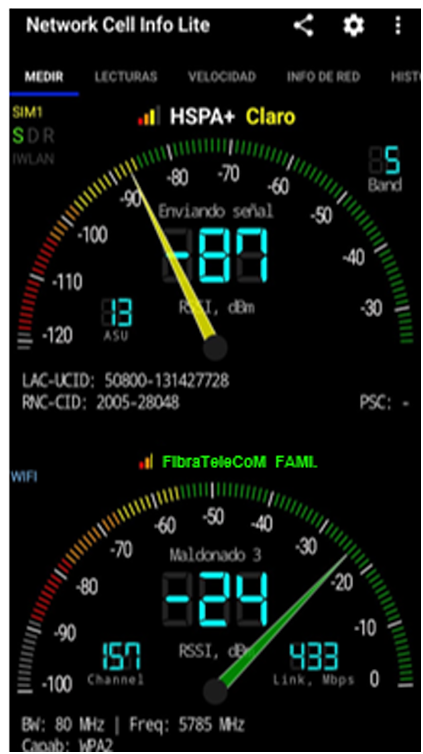 Network Cell Info Lite
MEDIR LECTURAS VELOCIDAD INFO DE RED HISTO
SIM1
S D R
IWLAN
HSPA+ Claro
5
Band
-120 -110 -100 -90 -80 -70 -60 -50 -40 -30
Enviando señal
-87
RSSI, dBm
13
ASU
LAC-UCID: 50800-131427728
RNC-CID: 2005-28048 PSC: -
WIFI
FibraTeleCoM FAMI.
-100 -90 -80 -70 -60 -50 -40 -30 -20 -10 0
Maldonado 3
-24
RSSI, dBm
157
Channel
433
Link, Mbps
BW: 80 MHz | Freq: 5785 MHz
Capab: WPA2